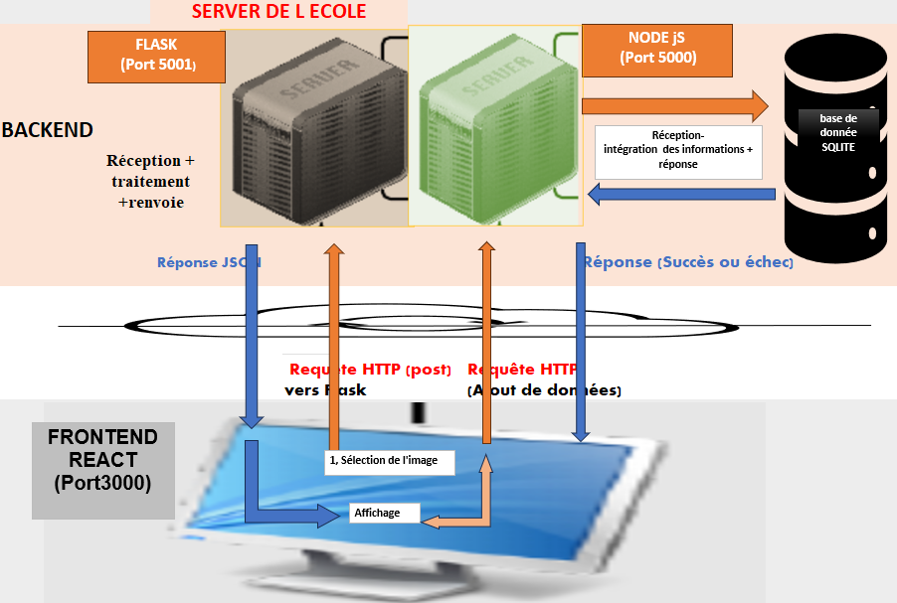 SERVER DE L ECOLE
FLASK
(Port 5001)
SERVER
SERVER
NODE jS
(Port 5000)
BACKEND
Réception +
traitement
+renvoie
Réception-
intégration des informations +
réponse
base de
donnée
SQLITE
Réponse JSON
Réponse (Succès ou échec)
Requête HTTP (post)
vers Flask
Requête HTTP
(Ajout de données)
FRONTEND
REACT
(Port3000)
1, Sélection de l'image
Affichage